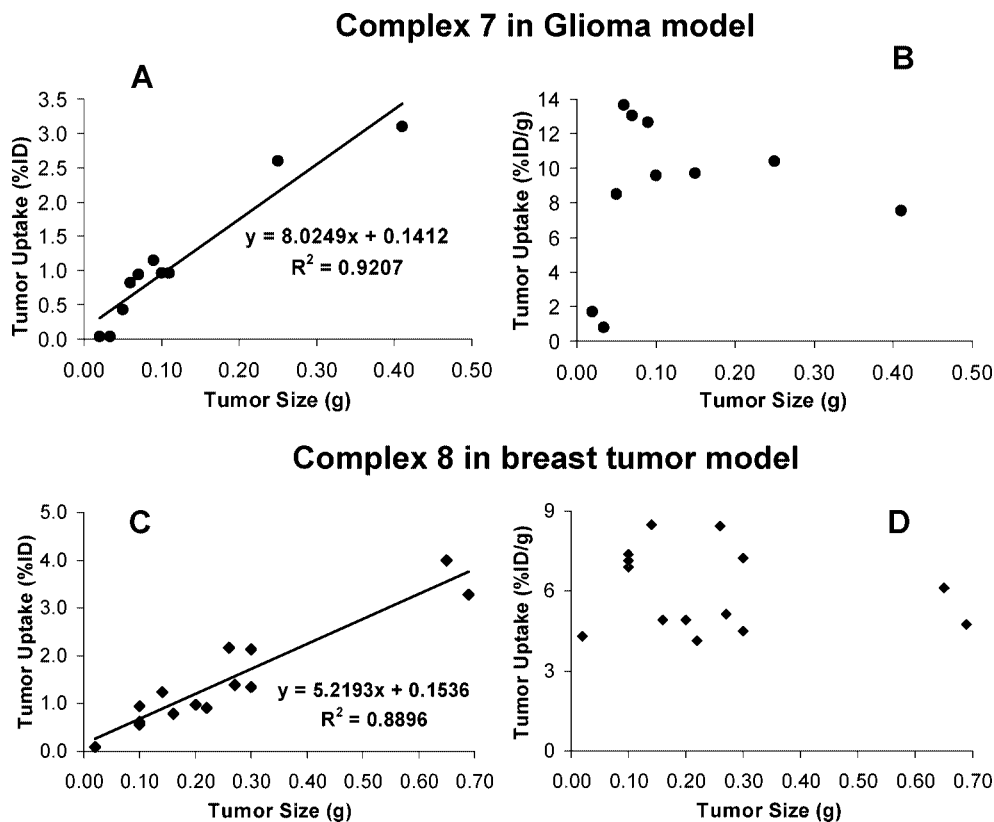 Complex 7 in Glioma model
A
3.5
3.0
2.5
2.0
1.5
1.0
0.5
0.0
Tumor Uptake (%ID)
y = 8.0249x + 0.1412
R² = 0.9207
0.00 0.10 0.20 0.30 0.40 0.50
Tumor Size (g)
B
14
12
10
8
6
4
2
0
Tumor Uptake (%ID/g)
0.00 0.10 0.20 0.30 0.40 0.50
Tumor Size (g)
Complex 8 in breast tumor model
C
5.0
4.0
3.0
2.0
1.0
0.0
Tumor Uptake (%ID)
y = 5.2193x + 0.1536
R² = 0.8896
0.00 0.10 0.20 0.30 0.40 0.50 0.60 0.70
Tumor Size (g)
D
9
6
3
0
Tumor Uptake (%ID/g)
0.00 0.10 0.20 0.30 0.40 0.50 0.60 0.70
Tumor Size (g)